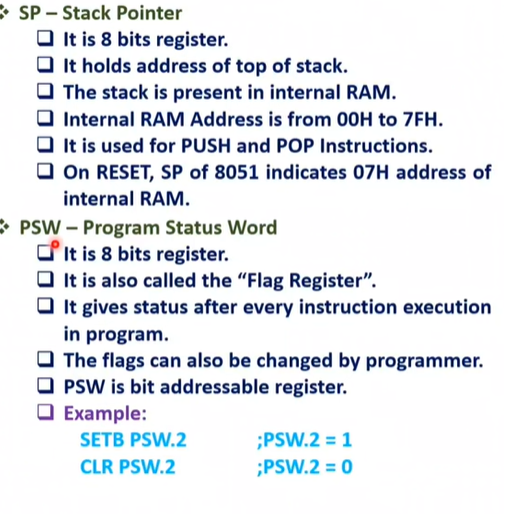 SP – Stack Pointer
It is 8 bits register.
It holds address of top of stack.
The stack is present in internal RAM.
Internal RAM Address is from 00H to 7FH.
It is used for PUSH and POP Instructions.
On RESET, SP of 8051 indicates 07H address of
internal RAM.
PSW – Program Status Word
It is 8 bits register.
It is also called the “Flag Register”.
It gives status after every instruction execution
in program.
The flags can also be changed by programmer.
PSW is bit addressable register.
Example:
SETB PSW.2 ;PSW.2 = 1
CLR PSW.2 ;PSW.2 = 0